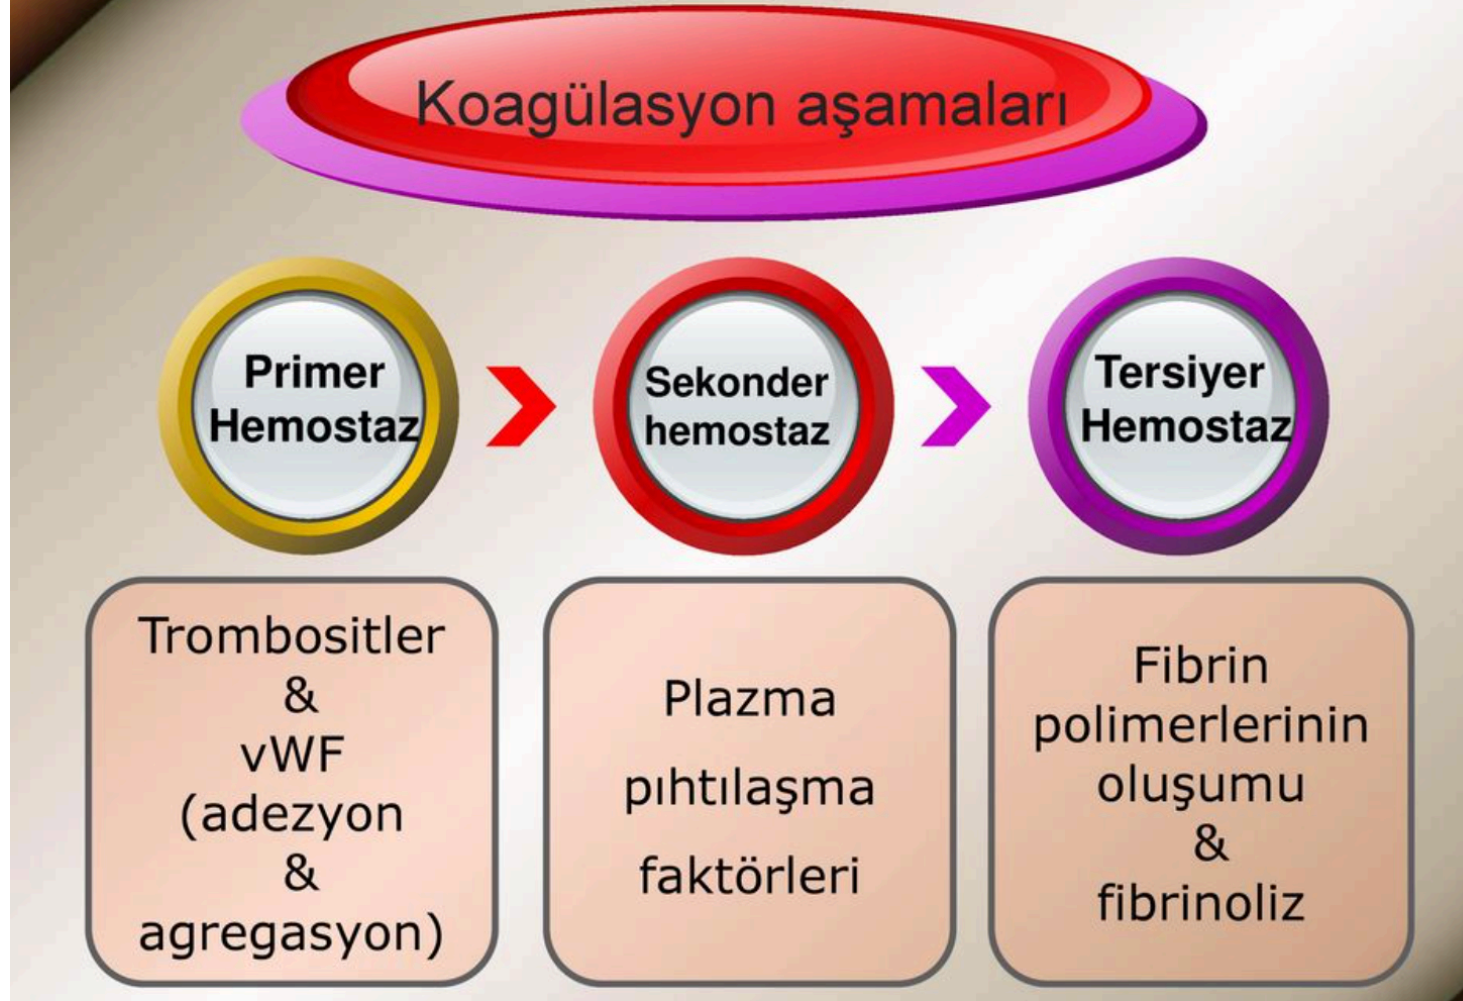 Koagülasyon aşamaları
Primer
Hemostaz
Sekonder
hemostaz
Tersiyer
Hemostaz
Trombositler
&
vWF
(adezyon
&
agregasyon)
Plazma
pıhtılaşma
faktörleri
Fibrin
polimerlerinin
oluşumu
&
fibrinoliz